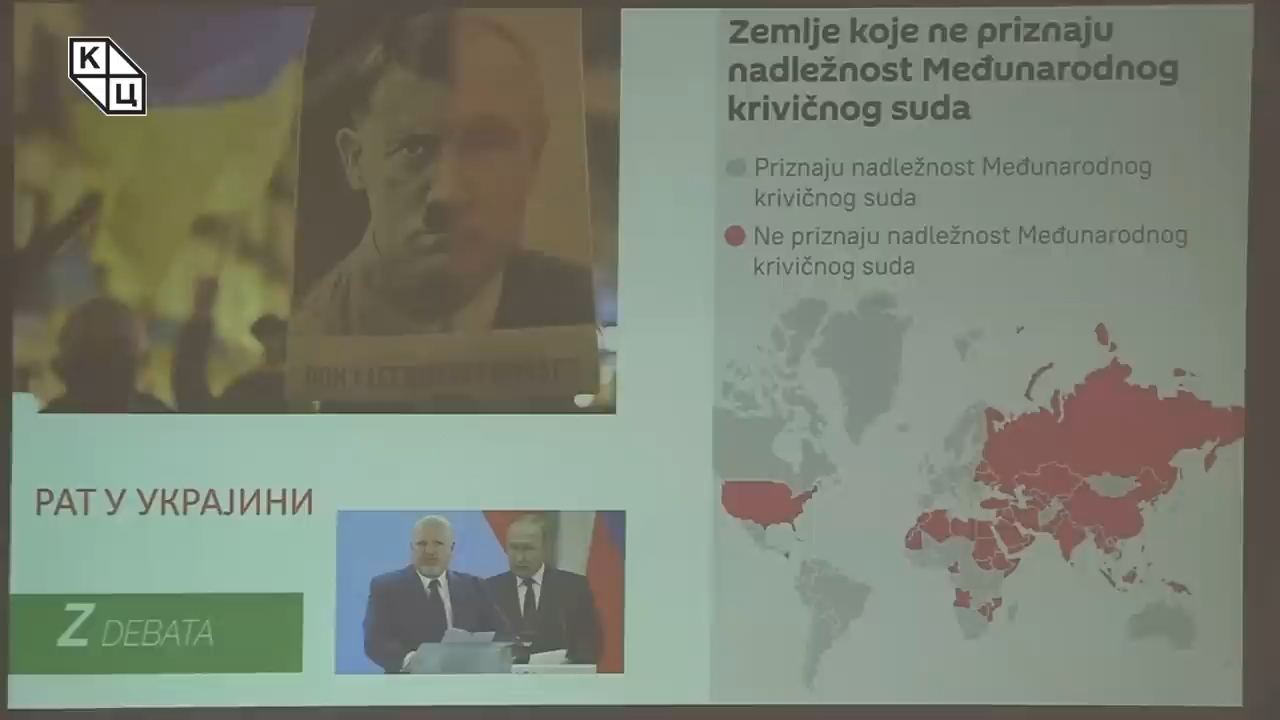 К
Ц
Zemlje koje ne priznaju
nadležnost Međunarodnog
krivičnog suda
Priznaju nadležnost Međunarodnog
krivičnog suda
Ne priznaju nadležnost Međunarodnog
krivičnog suda
РАТ У УКРАЈИНИ
Z DEBATA